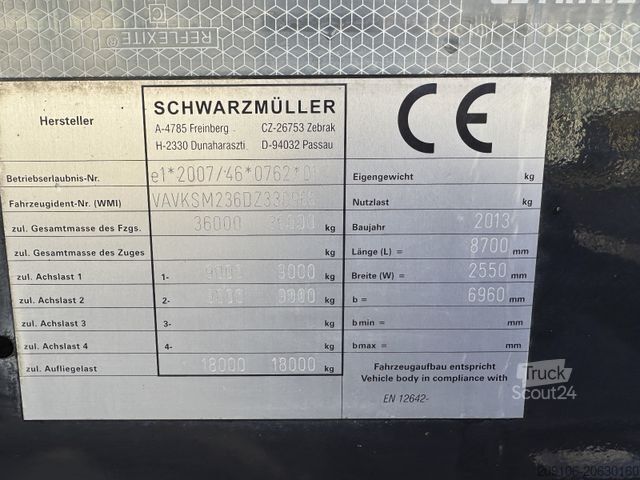 REFLEXITE
Hersteller
SCHWARZMÜLLER
A-4785 Freinberg CZ-26753 Zebrak
H-2330 Dunaharaszti D-94032 Passau
CE
Betriebserlaubnis-Nr. e1*2007/46*0762*
Fahrzeugident-Nr. (WMI)
zul. Gesamtmasse des Fzgs. 36000 kg
zul. Gesamtmasse des Zuges kg
zul. Achslast 1 1- 9000 9000 kg
zul. Achslast 2 2- kg
zul. Achslast 3 3- kg
zul. Achslast 4 4- kg
zul. Aufliegelast 18000 18000 kg
Eigengewicht kg
Nutzlast kg
Baujahr 2013
Länge (L) = 8700 mm
Breite (W) = 2550 mm
b = 6960 mm
b min = mm
b max = mm
Fahrzeugaufbau entspricht
Vehicle body in compliance with
EN 12642-
Truck
Scout24
209106-20630160